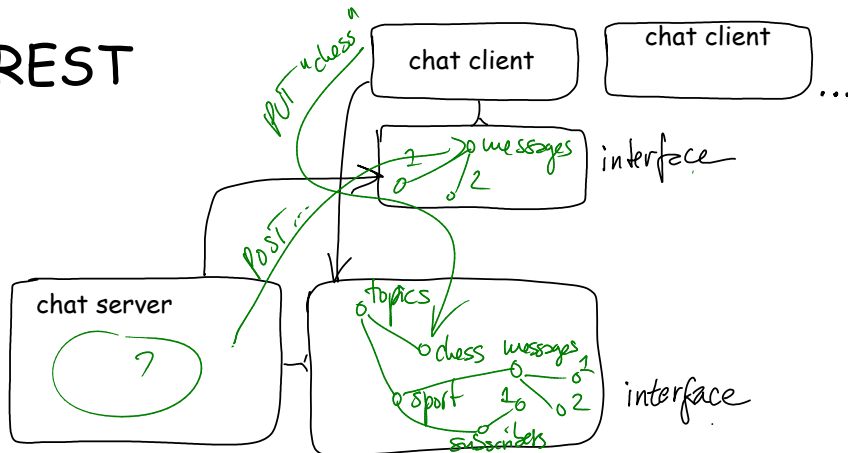 REST
chat client
chat client
...
PUT "chess"
messages
1
2
interface
POST...
chat server
?
topics
chess
messages
1
2
sport
1
subscribers
interface